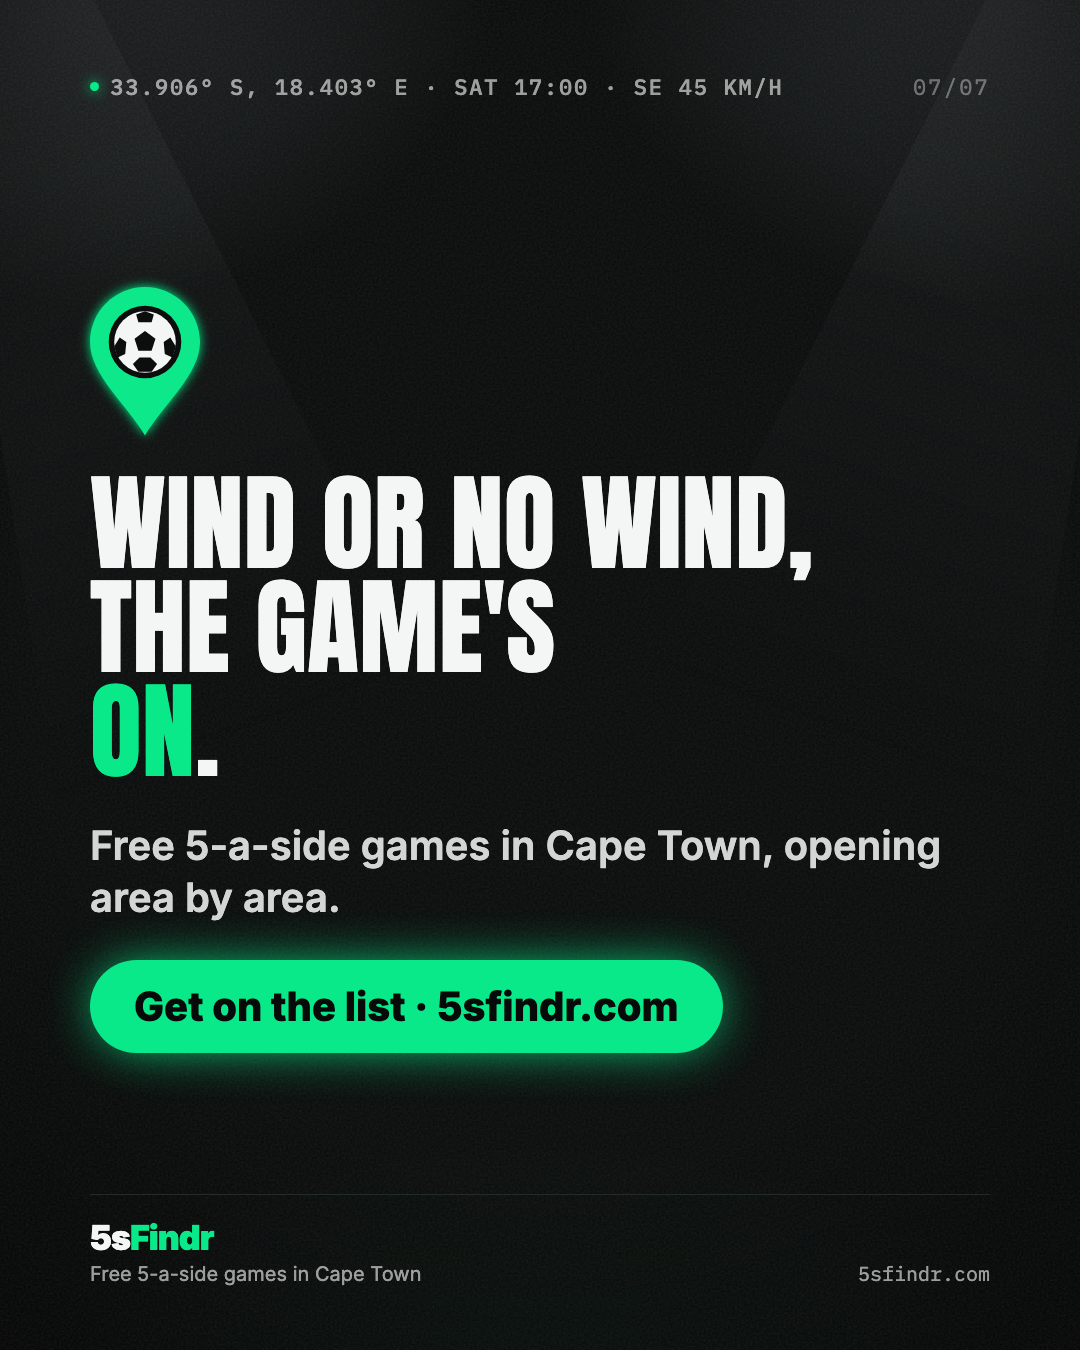 33.906° S, 18.403° E · SAT 17:00 · SE 45 KM/H
07/07
WIND OR NO WIND,
THE GAME'S
ON.
Free 5-a-side games in Cape Town, opening
area by area.
Get on the list · 5sfindr.com
5sFindr
Free 5-a-side games in Cape Town
5sfindr.com